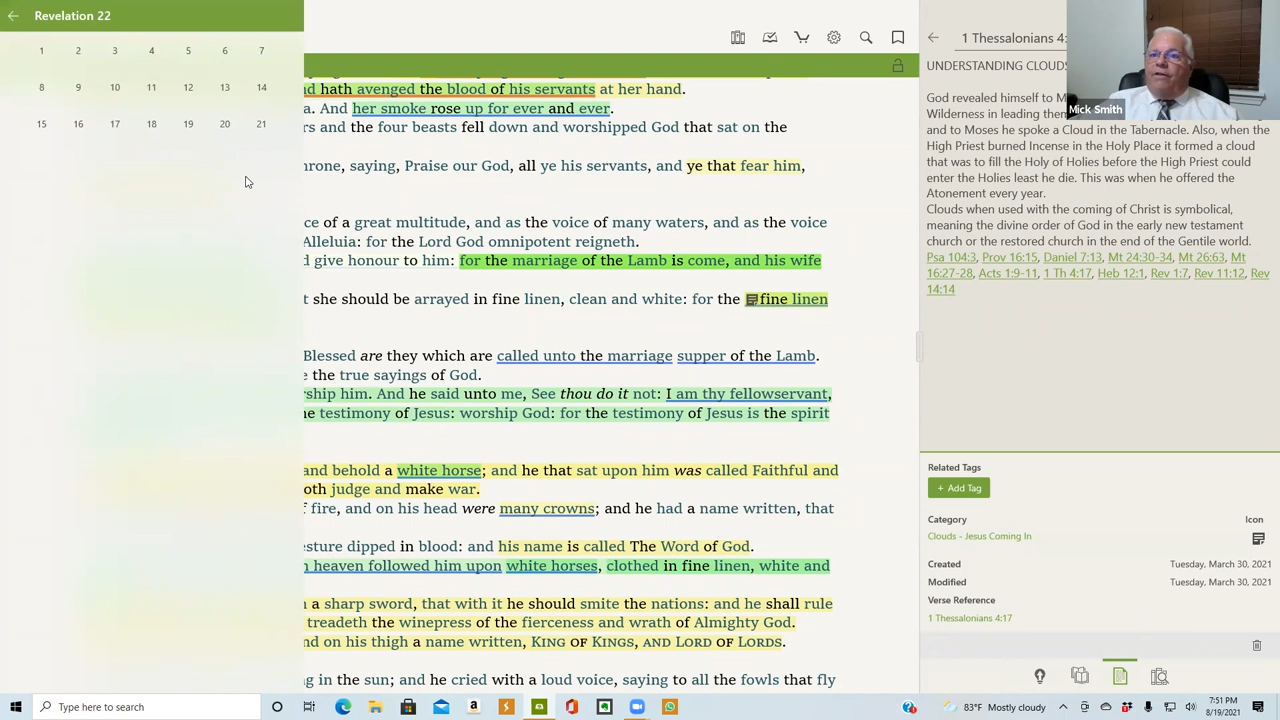 Revelation 22
1 2 3 4 5 6 7
8 9 10 11 12 13 14
15 16 17 18 19 20 21
hath avenged the blood of his servants at her hand.
a. And her smoke rose up for ever and ever.
and the four beasts fell down and worshipped God that sat on the
saying, Praise our God, all ye his servants, and ye that fear him,
of a great multitude, and as the voice of many waters, and as the voice
Alleluia: for the Lord God omnipotent reigneth.
give honour to him: for the marriage of the Lamb is come, and his wife
she should be arrayed in fine linen, clean and white: for the fine linen
Blessed are they which are called unto the marriage supper of the Lamb.
the true sayings of God.
him. And he said unto me, See thou do it not: I am thy fellowservant,
testimony of Jesus: worship God: for the testimony of Jesus is the spirit
and behold a white horse; and he that sat upon him was called Faithful and
judge and make war.
fire, and on his head were many crowns; and he had a name written, that
dipped in blood: and his name is called The Word of God.
heaven followed him upon white horses, clothed in fine linen, white and
a sharp sword, that with it he should smite the nations: and he shall rule
treadeth the winepress of the fierceness and wrath of Almighty God.
on his thigh a name written, KING OF KINGS, AND LORD OF LORDS.
in the sun; and he cried with a loud voice, saying to all the fowls that fly
1 Thessalonians 4:
UNDERSTANDING CLOUDS
God revealed himself to M
Wilderness in leading them
Mick Smith
and to Moses he spoke a Cloud in the Tabernacle. Also, when the
High Priest burned Incense in the Holy Place it formed a cloud
that was to fill the Holy of Holies before the High Priest could
enter the Holies least he die. This was when he offered the
Atonement every year.
Clouds when used with the coming of Christ is symbolical,
meaning the divine order of God in the early new testament
church or the restored church in the end of the Gentile world.
Psa 104:3, Prov 16:15, Daniel 7:13, Mt 24:30-34, Mt 26:63, Mt
16:27-28, Acts 1:9-11, 1 Th 4:17, Heb 12:1, Rev 1:7, Rev 11:12, Rev
14:14
Related Tags
+ Add Tag
Category Icon
Clouds - Jesus Coming In
Created Tuesday, March 30, 2021
Modified Tuesday, March 30, 2021
Verse Reference
1 Thessalonians 4:17
Type here to search
83°F Mostly cloudy
7:51 PM
8/19/2021